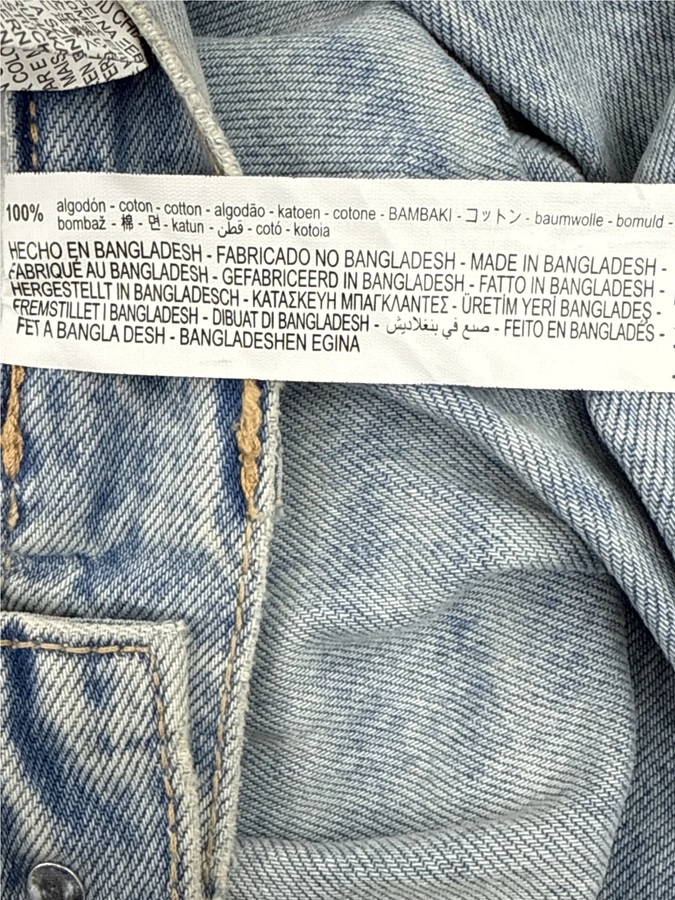 100% algodón - coton - cotton - algodão - katoen - cotone - BAMBAKI - コットン - baumwolle - bomuld -
bombaž - 棉 - 면 - katun - قطن - cotó - kotoia
HECHO EN BANGLADESH - FABRICADO NO BANGLADESH - MADE IN BANGLADESH -
FABRIQUÉ AU BANGLADESH - GEFABRICEERD IN BANGLADESH - FATTO IN BANGLADESH -
HERGESTELLT IN BANGLADESCH - ΚΑΤΑΣΚΕΥΗ ΜΠΑΓΚΛΑΝΤΕΣ - ÜRETİM YERİ BANGLADEŞ -
FREMSTILLET I BANGLADESH - DIBUAT DI BANGLADESH - صنع في بنغلاديش - FEITO EN BANGLADÉS -
FET A BANGLA DESH - BANGLADESHEN EGINA